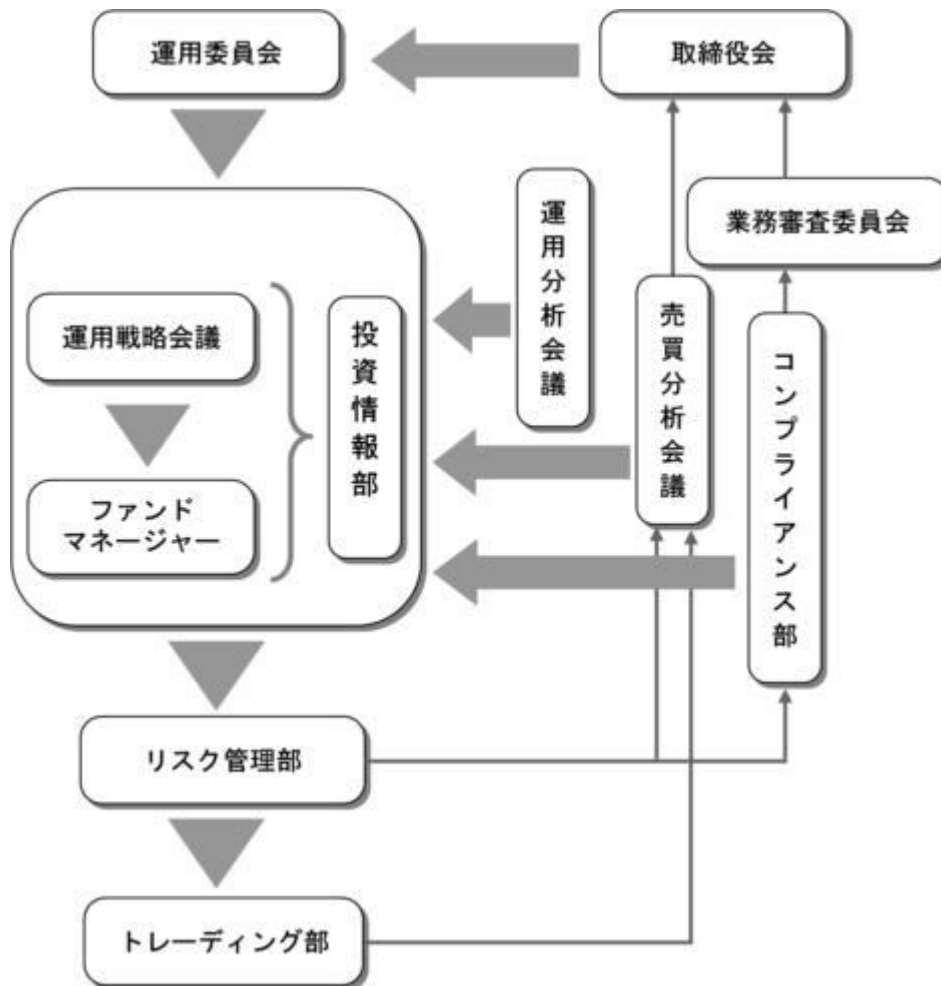 運用委員会
取締役会
業務審査委員会
運用分析会議
運用戦略会議
投資情報部
売買分析会議
コンプライアンス部
ファンド
マネージャー
リスク管理部
トレーディング部